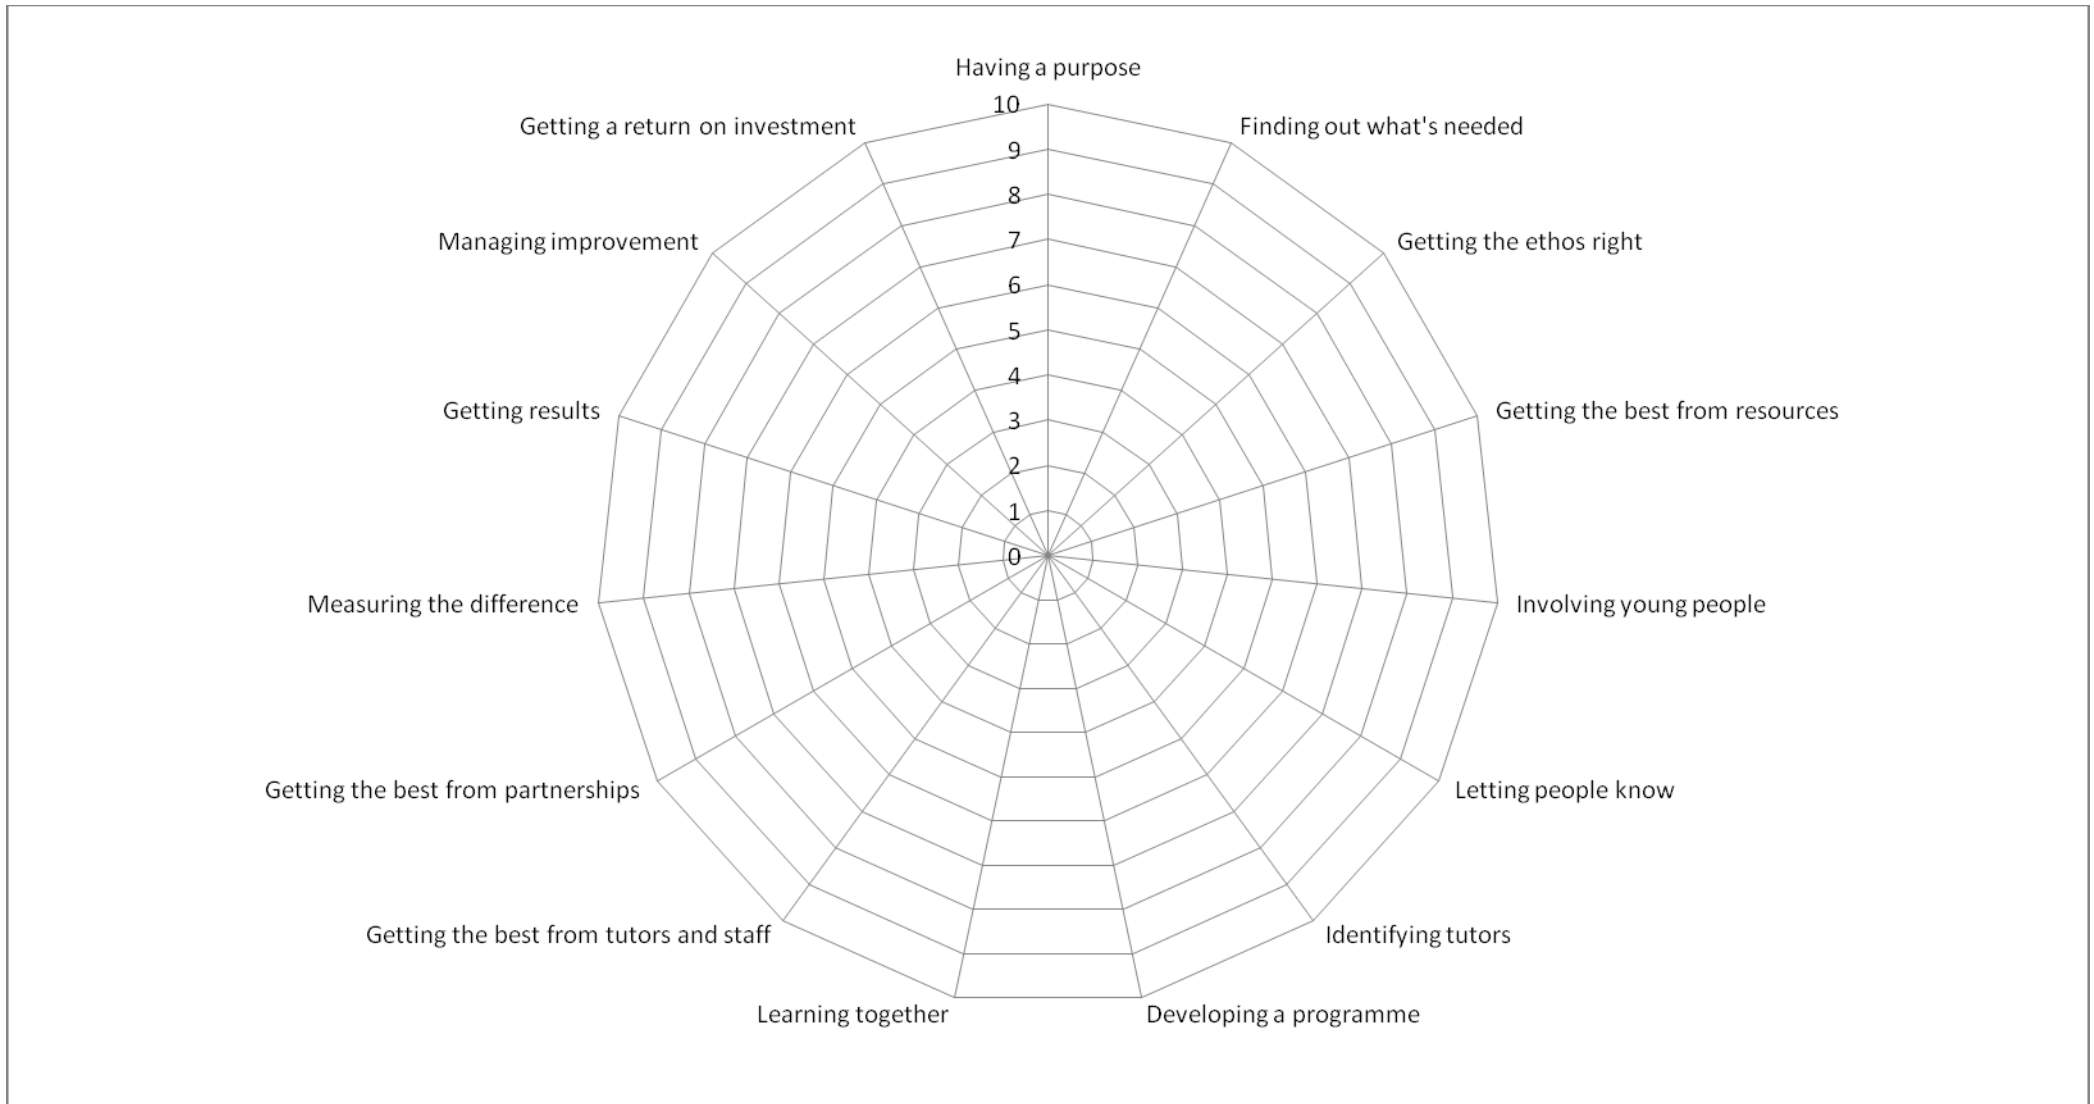 Having a purpose
10
Getting a return on investment
Finding out what's needed
9
8
Managing improvement
7
Getting the ethos right
6
5
4
Getting results
3
Getting the best from resources
2
1
0
Measuring the difference
Involving young people
Getting the best from partnerships
Letting people know
Getting the best from tutors and staff
Identifying tutors
Learning together
Developing a programme